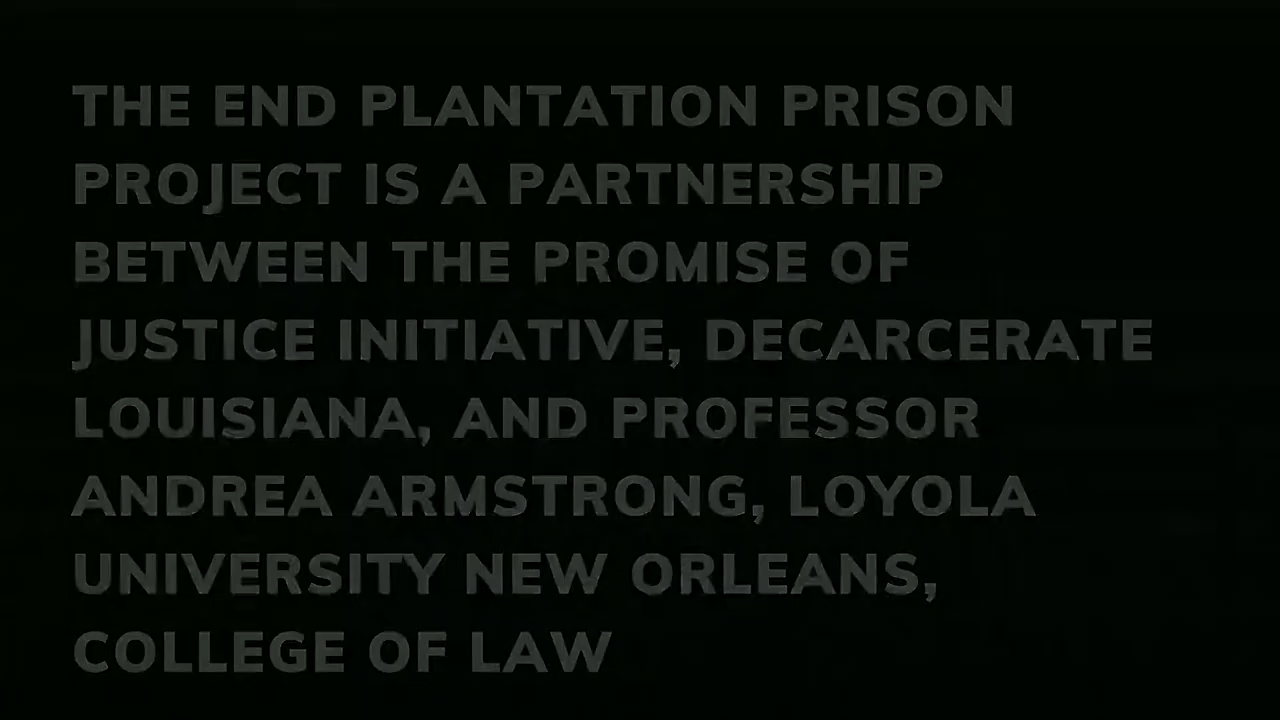 THE END PLANTATION PRISON
PROJECT IS A PARTNERSHIP
BETWEEN THE PROMISE OF
JUSTICE INITIATIVE, DECARCERATE
LOUISIANA, AND PROFESSOR
ANDREA ARMSTRONG, LOYOLA
UNIVERSITY NEW ORLEANS,
COLLEGE OF LAW